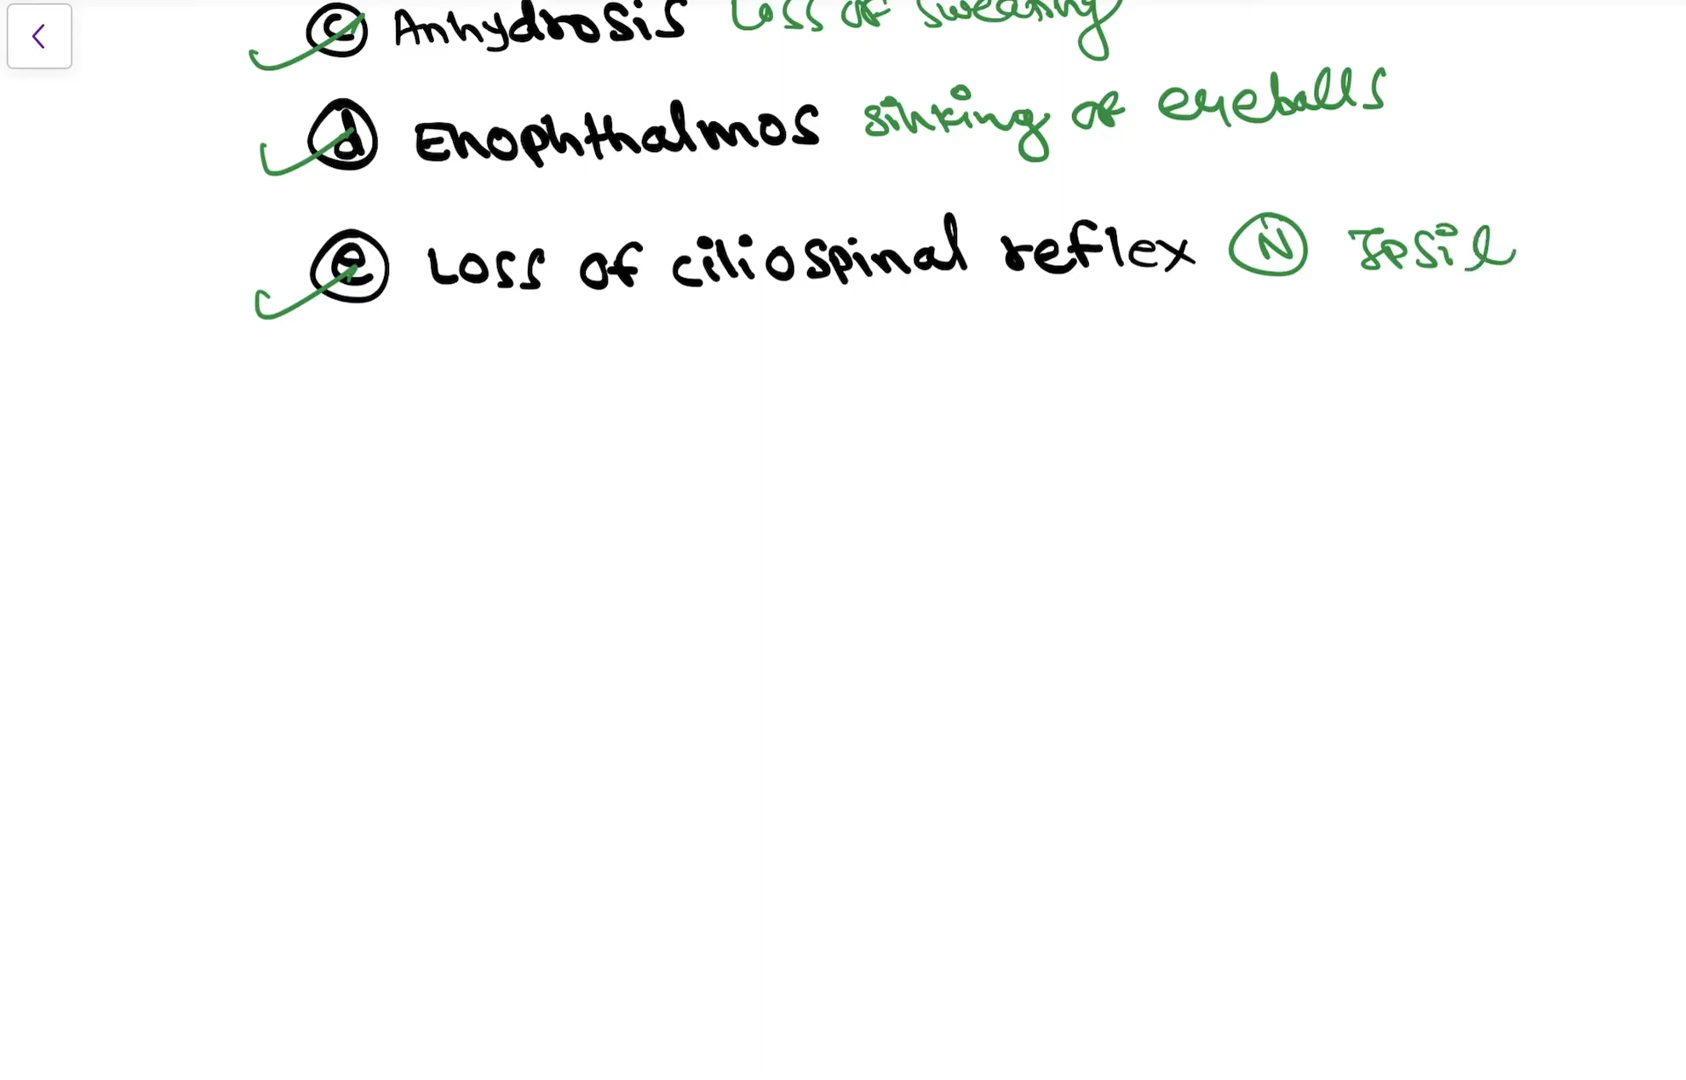 c Anhydrosis Loss of sweating
d Enophthalmos sinking of eyeballs
e Loss of ciliospinal reflex N Ipsil